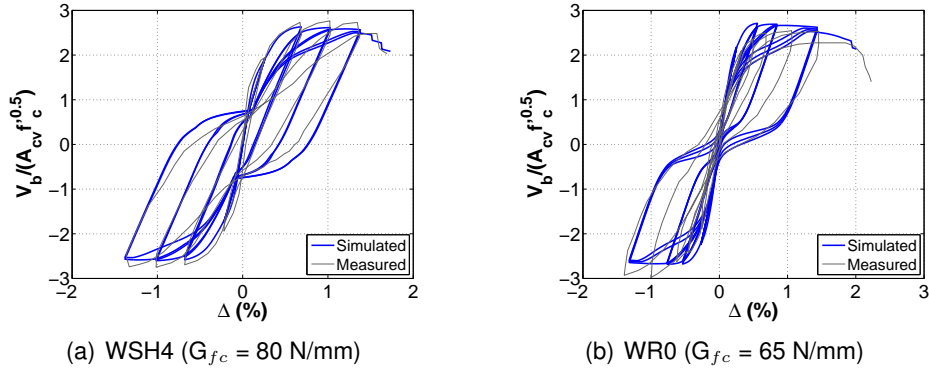 3
2
1
0
−1
−2
−3
−2
−1
0
1
2
V_b/(A_cv f'_c^0.5)
Δ (%)
Simulated
Measured
3
2
1
0
−1
−2
−3
−2
−1
0
1
2
3
V_b/(A_cv f'_c^0.5)
Δ (%)
Simulated
Measured
(a) WSH4 (G_fc = 80 N/mm)
(b) WR0 (G_fc = 65 N/mm)